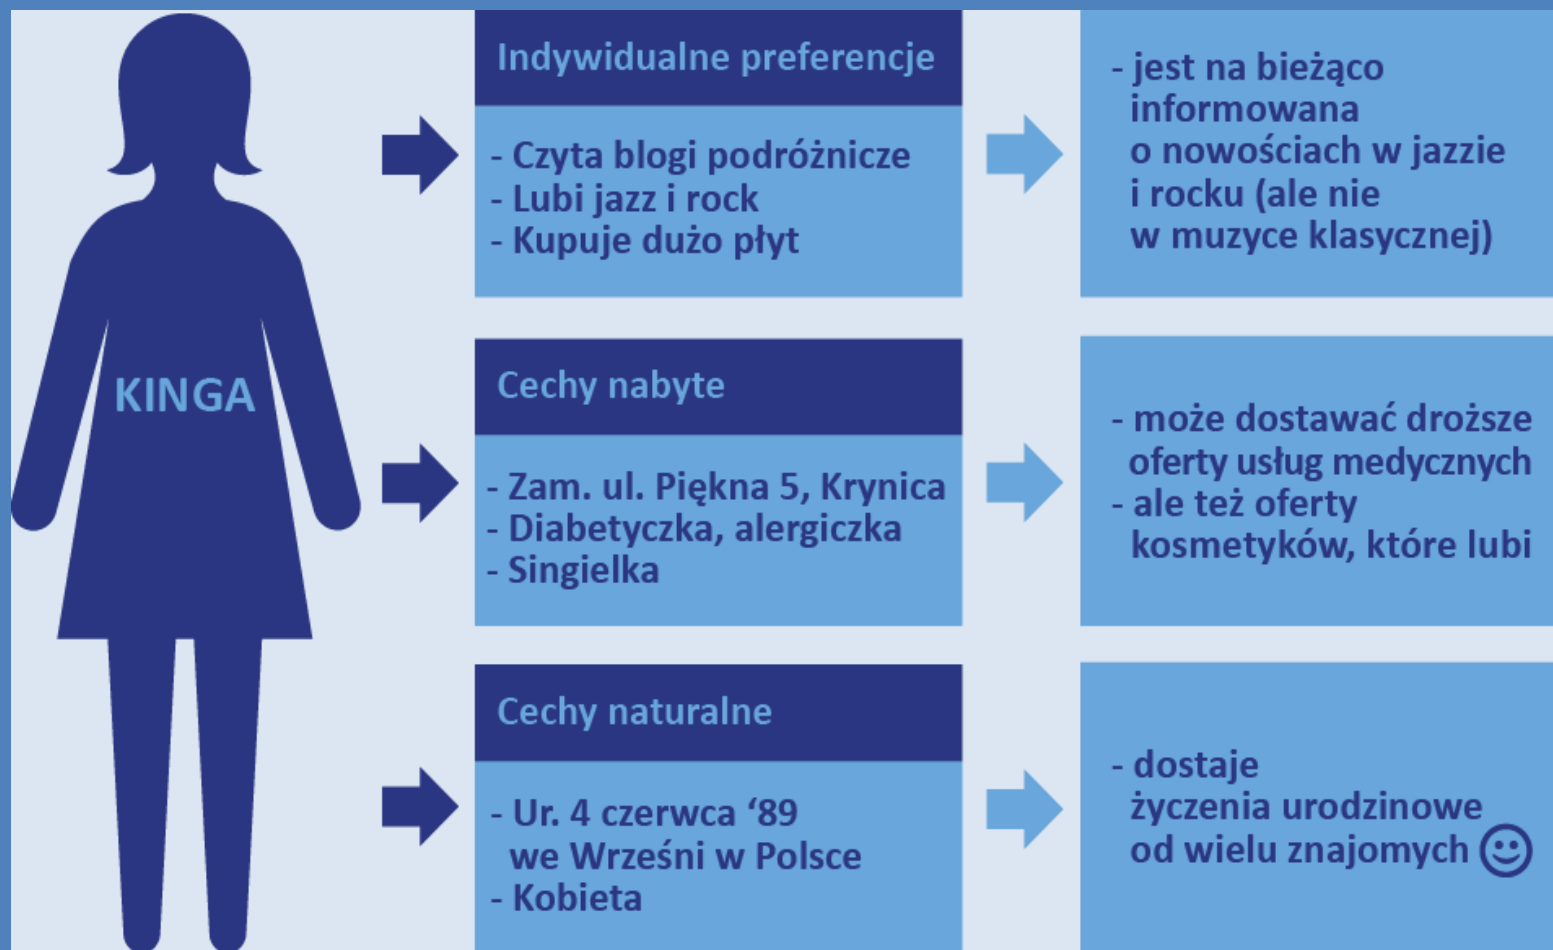 KINGA
Indywidualne preferencje
- Czyta blogi podróżnicze
- Lubi jazz i rock
- Kupuje dużo płyt
- jest na bieżąco
informowana
o nowościach w jazzie
i rocku (ale nie
w muzyce klasycznej)
Cechy nabyte
- Zam. ul. Piękna 5, Krynica
- Diabetyczka, alergiczka
- Singielka
- może dostawać droższe
oferty usług medycznych
- ale też oferty
kosmetyków, które lubi
Cechy naturalne
- Ur. 4 czerwca ‘89
we Wrześni w Polsce
- Kobieta
- dostaje
życzenia urodzinowe
od wielu znajomych